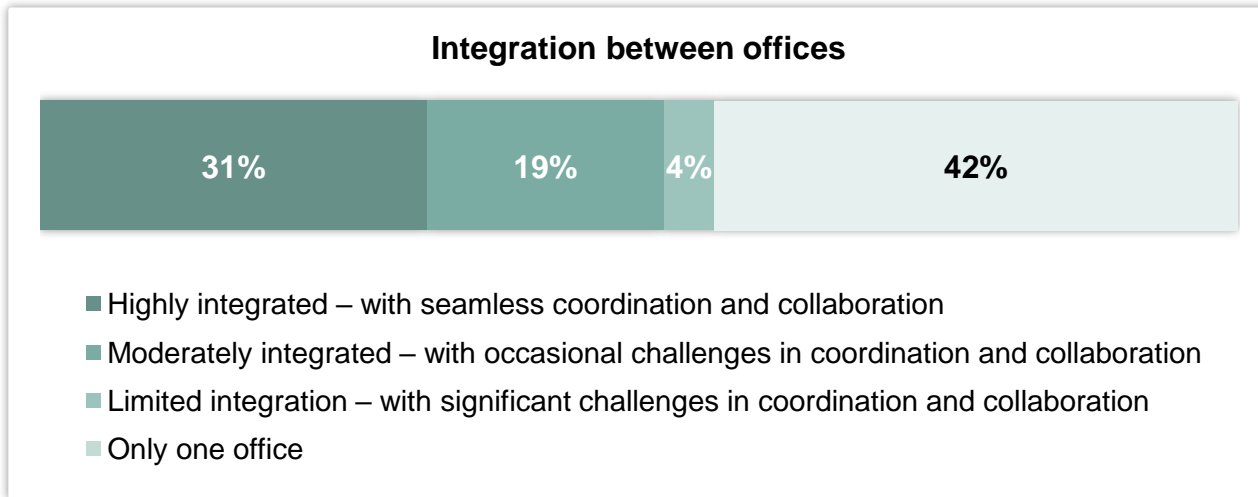 Integration between offices
31% 19% 4% 42%
Highly integrated – with seamless coordination and collaboration
Moderately integrated – with occasional challenges in coordination and collaboration
Limited integration – with significant challenges in coordination and collaboration
Only one office